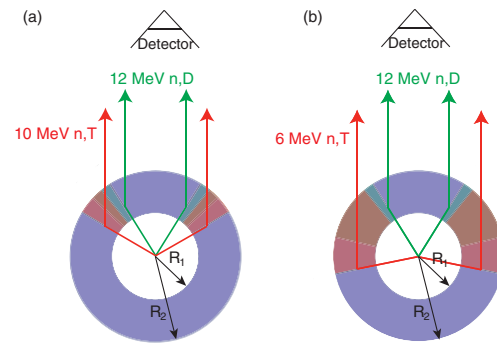 (a)
Detector
12 MeV n,D
10 MeV n,T
R1
R2
(b)
Detector
12 MeV n,D
6 MeV n,T
R1
R2